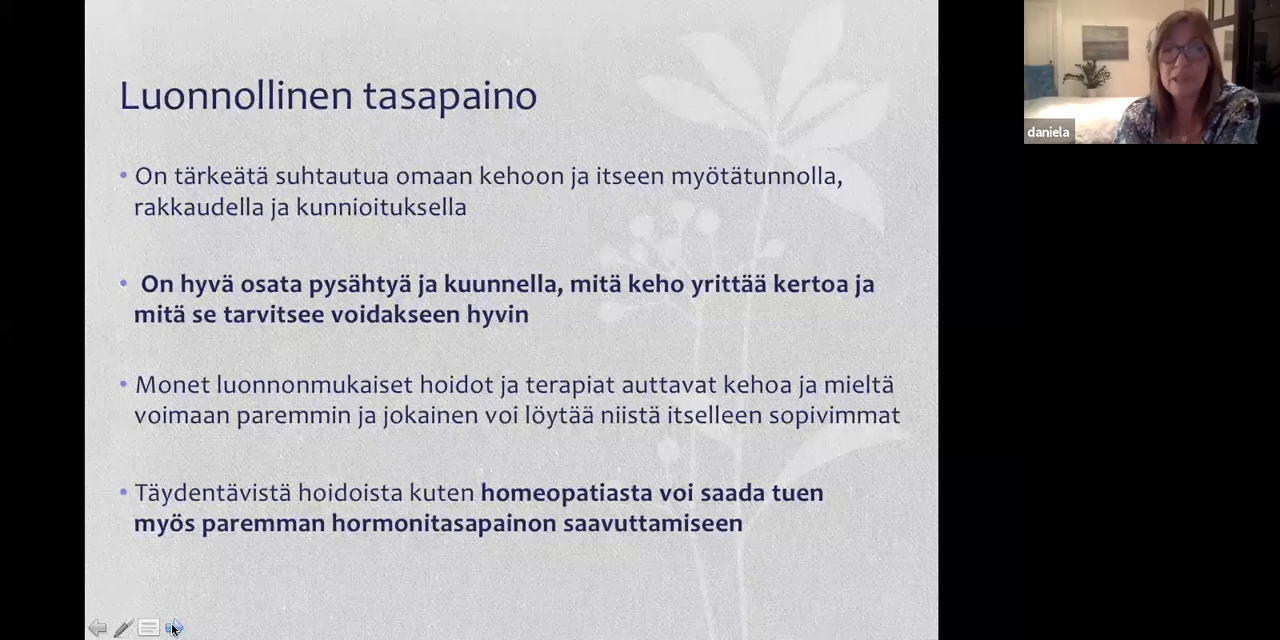 Luonnollinen tasapaino
• On tärkeätä suhtautua omaan kehoon ja itseen myötätunnolla,
rakkaudella ja kunnioituksella
• On hyvä osata pysähtyä ja kuunnella, mitä keho yrittää kertoa ja
mitä se tarvitsee voidakseen hyvin
• Monet luonnonmukaiset hoidot ja terapiat auttavat kehoa ja mieltä
voimaan paremmin ja jokainen voi löytää niistä itselleen sopivimmat
• Täydentävistä hoidoista kuten homeopatiasta voi saada tuen
myös paremman hormonitasapainon saavuttamiseen
daniela